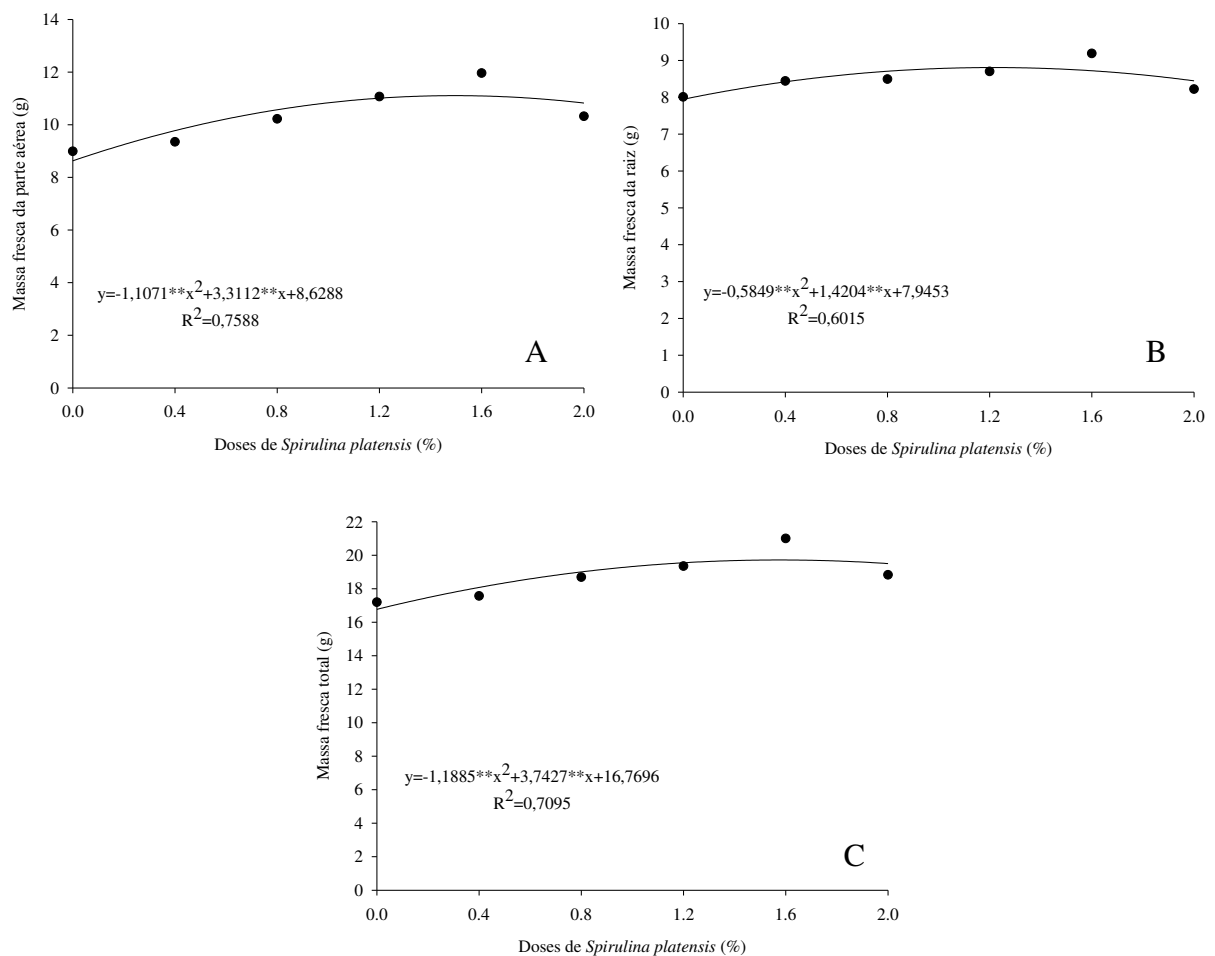 Massa fresca da parte aérea (g)
14
12
10
8
6
4
2
0
y=-1,1071**x2+3,3112**x+8,6288
R2=0,7588
A
0.0 0.4 0.8 1.2 1.6 2.0
Doses de Spirulina platensis (%)
Massa fresca da raiz (g)
10
9
8
7
6
5
4
3
2
1
0
y=-0,5849**x2+1,4204**x+7,9453
R2=0,6015
B
0.0 0.4 0.8 1.2 1.6 2.0
Doses de Spirulina platensis (%)
Massa fresca total (g)
22
20
18
16
14
12
10
8
6
4
2
0
y=-1,1885**x2+3,7427**x+16,7696
R2=0,7095
C
0.0 0.4 0.8 1.2 1.6 2.0
Doses de Spirulina platensis (%)